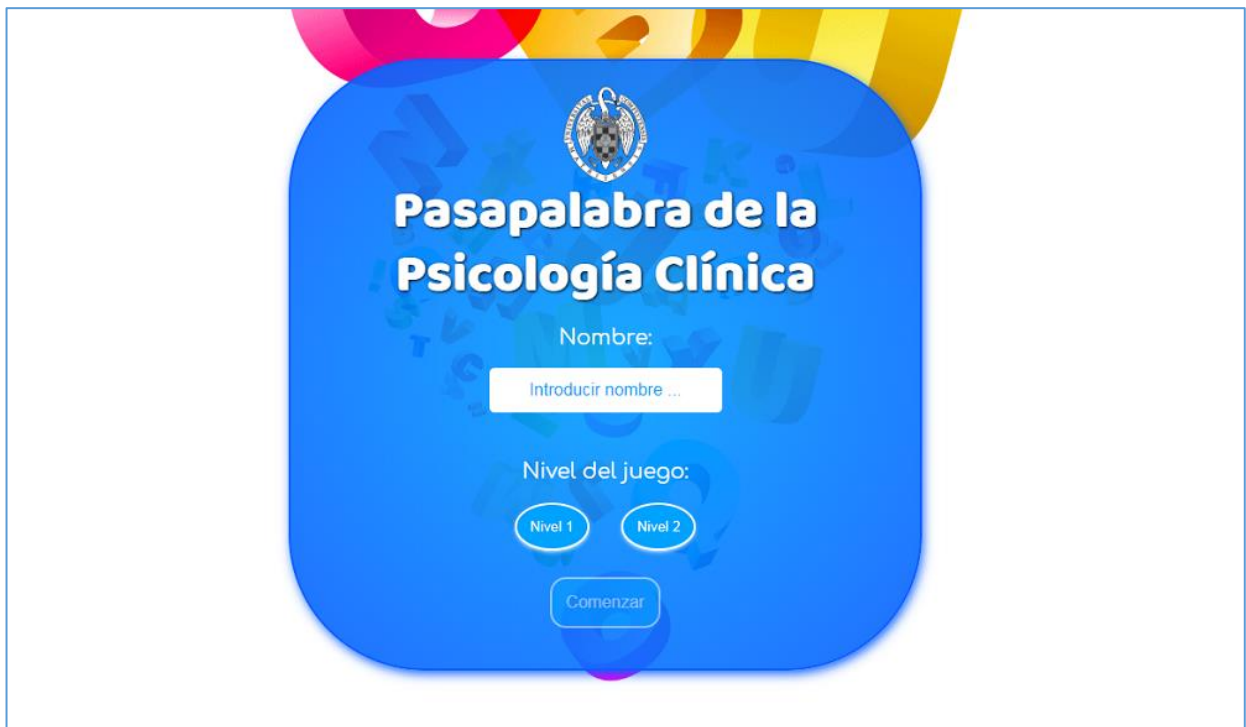 Pasapalabra de la
Psicología Clínica
Nombre:
Introducir nombre ...
Nivel del juego:
Nivel 1 Nivel 2
Comenzar